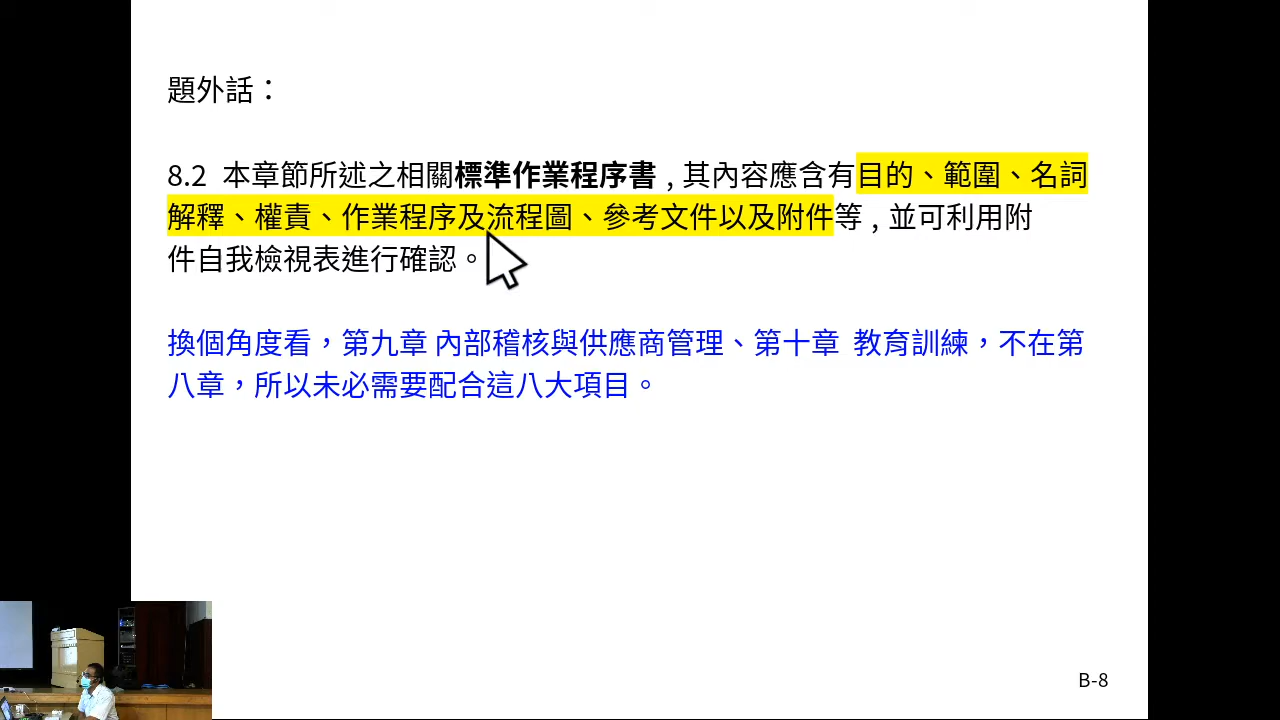 題外話：
8.2 本章節所述之相關標準作業程序書 , 其內容應含有目的、範圍、名詞
解釋、權責、作業程序及流程圖、參考文件以及附件等 , 並可利用附
件自我檢視表進行確認。
換個角度看，第九章 內部稽核與供應商管理、第十章 教育訓練，不在第
八章，所以未必需要配合這八大項目。
B-8